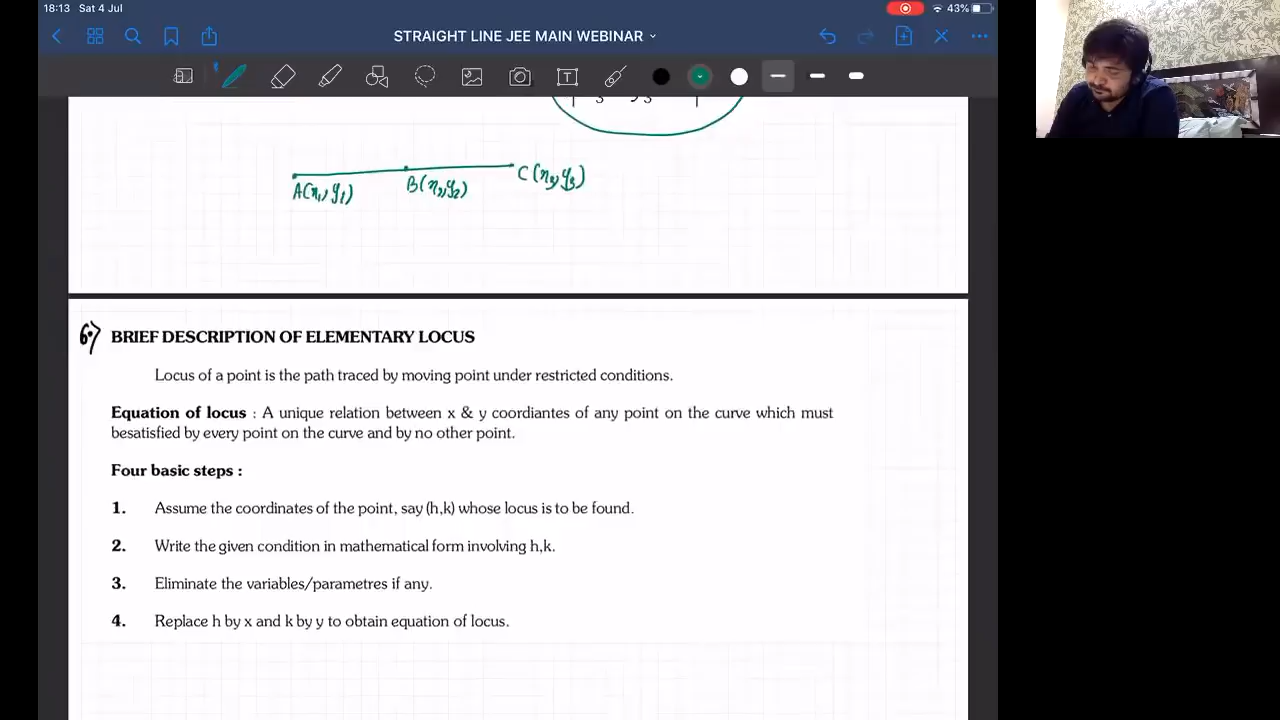 18:13 Sat 4 Jul
43%
STRAIGHT LINE JEE MAIN WEBINAR
A(x₁, y₁)
B(x₂, y₂)
C(x₃, y₃)
6.
BRIEF DESCRIPTION OF ELEMENTARY LOCUS
Locus of a point is the path traced by moving point under restricted conditions.
Equation of locus : A unique relation between x & y coordiantes of any point on the curve which must
besatisfied by every point on the curve and by no other point.
Four basic steps :
1. Assume the coordinates of the point, say (h,k) whose locus is to be found.
2. Write the given condition in mathematical form involving h,k.
3. Eliminate the variables/parametres if any.
4. Replace h by x and k by y to obtain equation of locus.